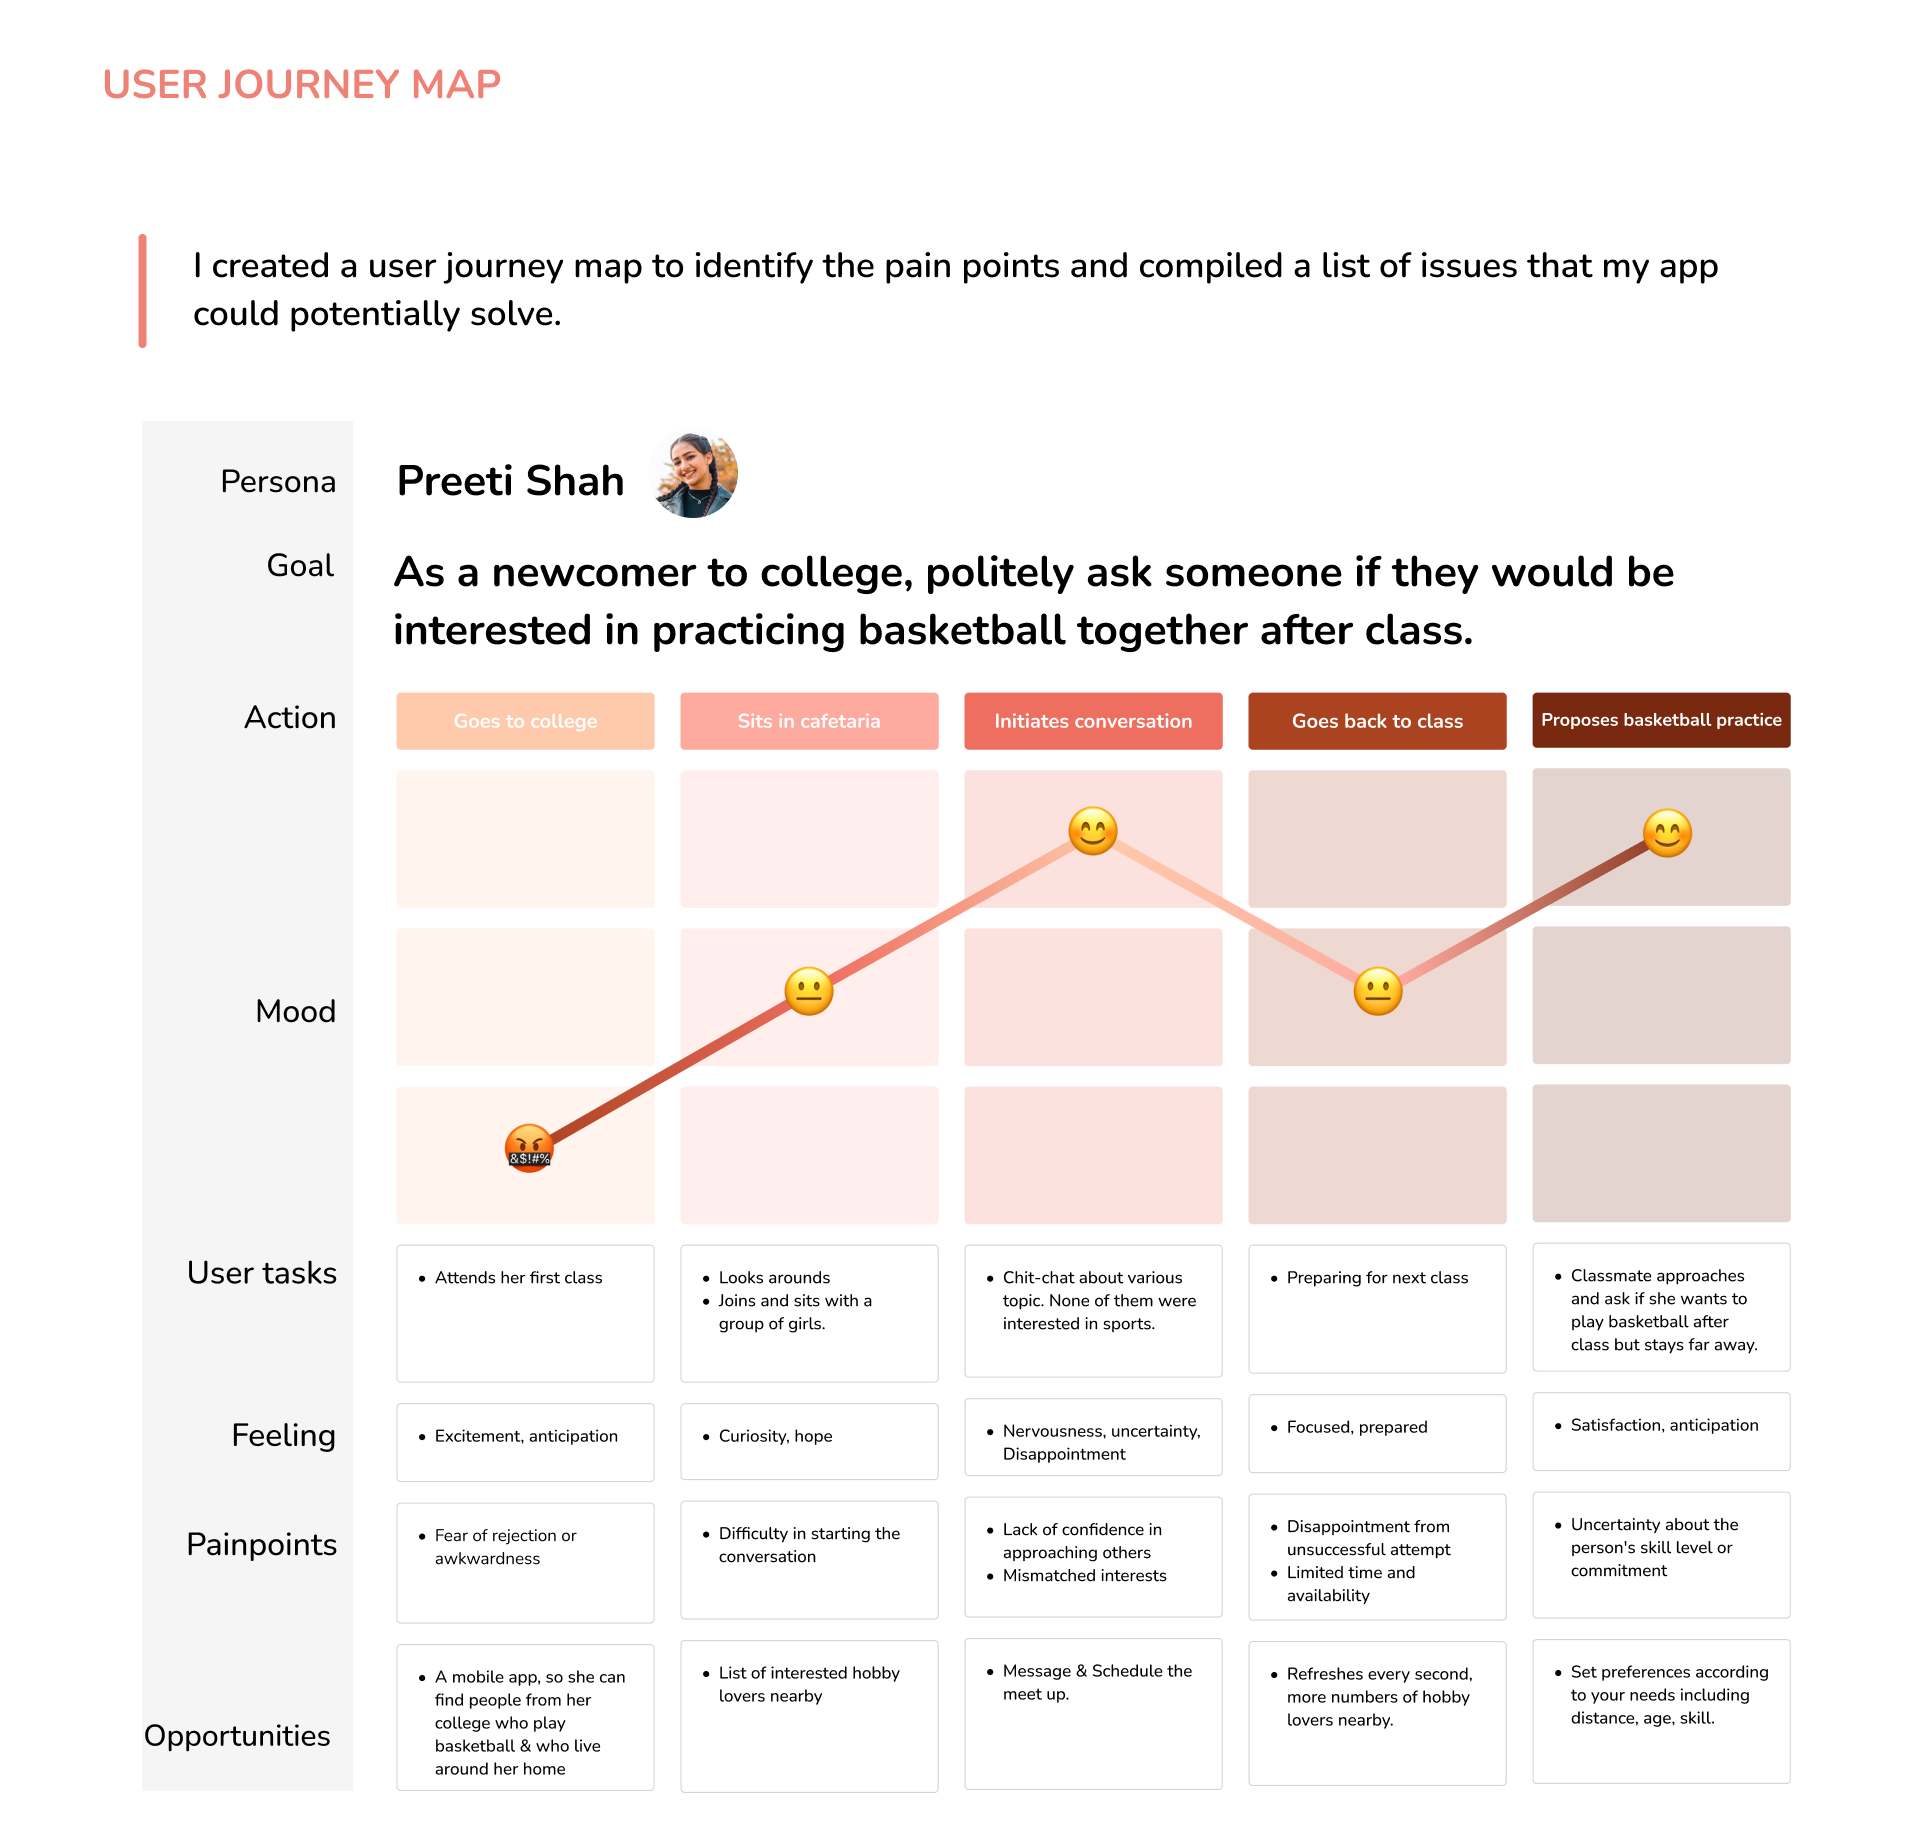 USER JOURNEY MAP
I created a user journey map to identify the pain points and compiled a list of issues that my app
could potentially solve.
Persona
Preeti Shah
Goal
As a newcomer to college, politely ask someone if they would be
interested in practicing basketball together after class.
Action
Goes to college
Sits in cafetaria
Initiates conversation
Goes back to class
Proposes basketball practice
Mood
&$!#%
User tasks
• Attends her first class
• Looks arounds
• Joins and sits with a
group of girls.
• Chit-chat about various
topic. None of them were
interested in sports.
• Preparing for next class
• Classmate approaches
and ask if she wants to
play basketball after
class but stays far away.
Feeling
• Excitement, anticipation
• Curiosity, hope
• Nervousness, uncertainty,
Disappointment
• Focused, prepared
• Satisfaction, anticipation
Painpoints
• Fear of rejection or
awkwardness
• Difficulty in starting the
conversation
• Lack of confidence in
approaching others
• Mismatched interests
• Disappointment from
unsuccessful attempt
• Limited time and
availability
• Uncertainty about the
person's skill level or
commitment
Opportunities
• A mobile app, so she can
find people from her
college who play
basketball & who live
around her home
• List of interested hobby
lovers nearby
• Message & Schedule the
meet up.
• Refreshes every second,
more numbers of hobby
lovers nearby.
• Set preferences according
to your needs including
distance, age, skill.